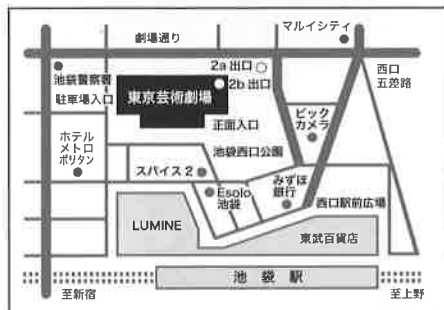 劇場通り
マルイシティ
池袋警察署
2a 出口
西口
五差路
駐車場入口
東京芸術劇場
2b 出口
正面入口
ビック
カメラ
ホテル
メトロ
ポリタン
池袋西口公園
スパイス 2
Esolo
池袋
みずほ
銀行
西口駅前広場
LUMINE
東武百貨店
池袋駅
至新宿
至上野